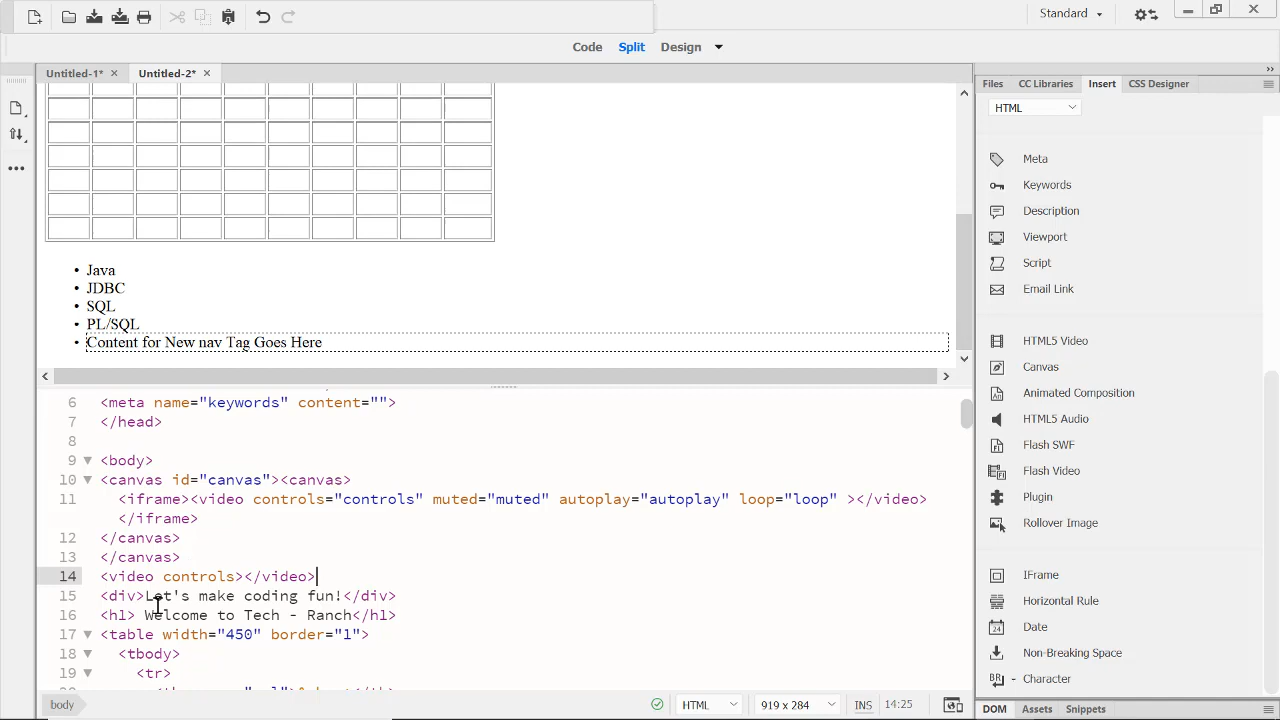 Standard
Code Split Design
Untitled-1* × Untitled-2* ×
Files CC Libraries Insert CSS Designer
HTML
Meta
Keywords
Description
Viewport
Script
Email Link
HTML5 Video
Canvas
Animated Composition
HTML5 Audio
Flash SWF
Flash Video
Plugin
Rollover Image
IFrame
Horizontal Rule
Date
Non-Breaking Space
Character
DOM Assets Snippets
• Java
• JDBC
• SQL
• PL/SQL
• Content for New nav Tag Goes Here
6 <meta name="keywords" content="">
7 </head>
8
9 <body>
10 <canvas id="canvas"><canvas>
11 <iframe><video controls="controls" muted="muted" autoplay="autoplay" loop="loop" ></video>
</iframe>
12 </canvas>
13 </canvas>
14 <video controls></video>
15 <div>Let's make coding fun!</div>
16 <h1> Welcome to Tech - Ranch</h1>
17 <table width="450" border="1">
18 <tbody>
19 <tr>
body HTML 919 x 284 INS 14:25